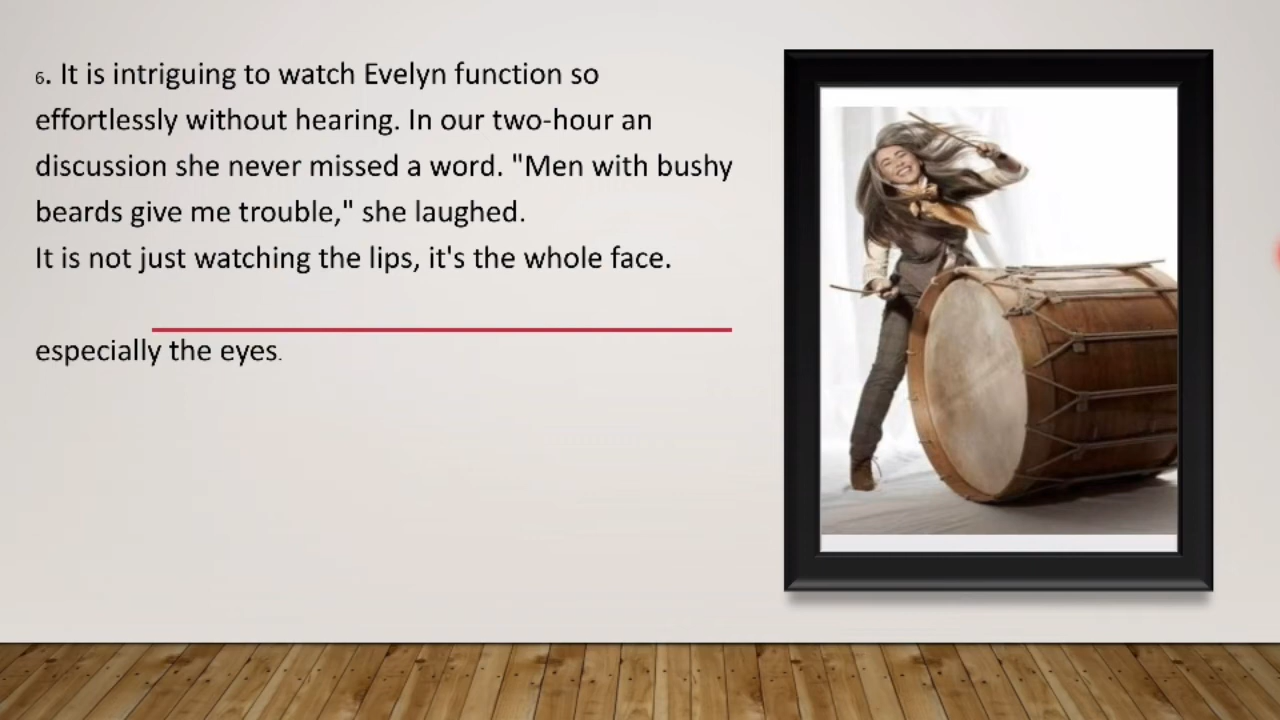 6. It is intriguing to watch Evelyn function so
effortlessly without hearing. In our two-hour an
discussion she never missed a word. "Men with bushy
beards give me trouble," she laughed.
It is not just watching the lips, it's the whole face.
especially the eyes.